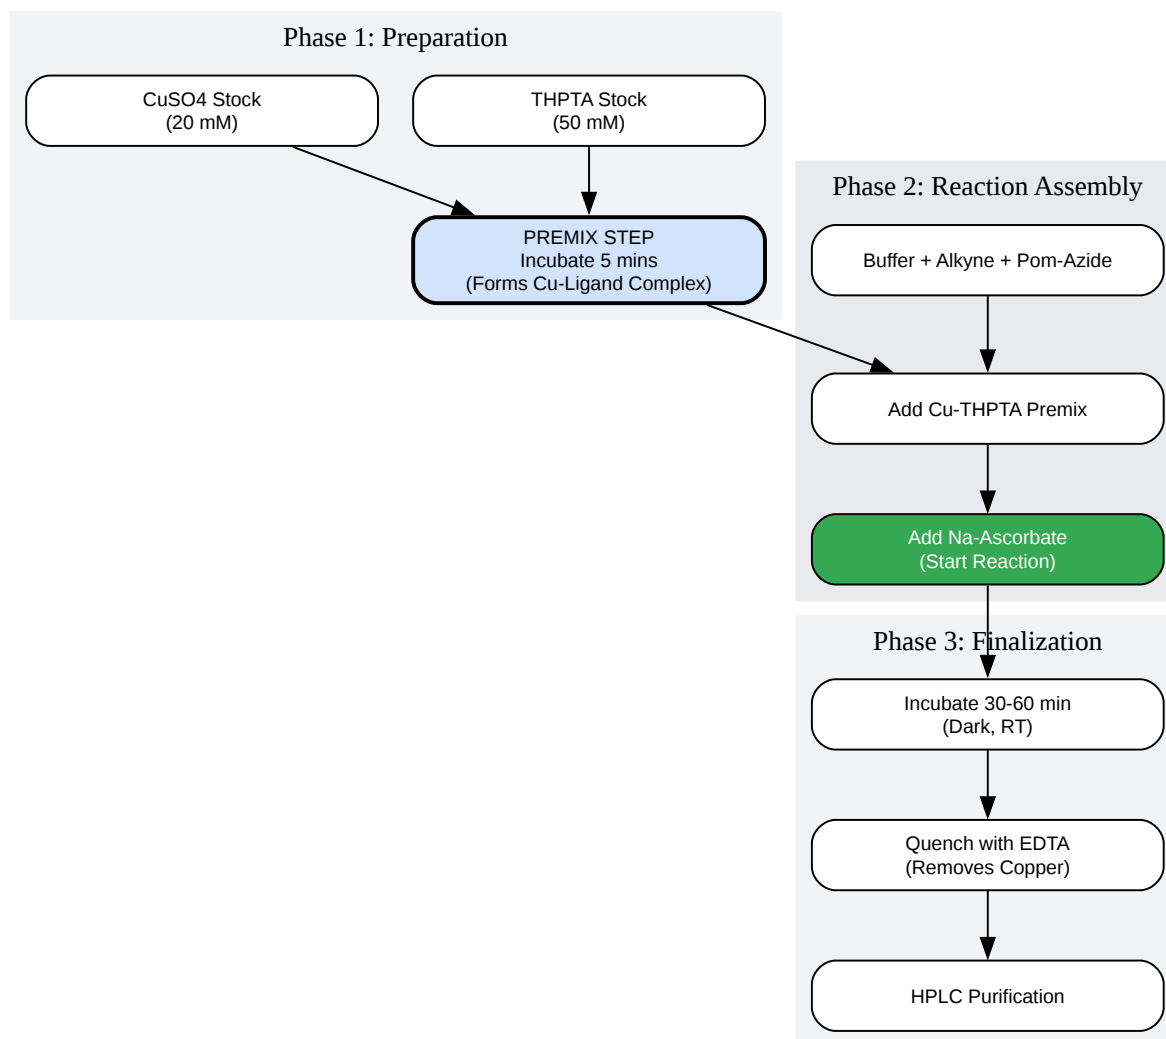 Phase 1: Preparation
CuSO4 Stock
(20 mM)
THPTA Stock
(50 mM)
PREMIX STEP
Incubate 5 mins
(Forms Cu-Ligand Complex)
Phase 2: Reaction Assembly
Buffer + Alkyne + Pom-Azide
Add Cu-THPTA Premix
Add Na-Ascorbate
(Start Reaction)
Phase 3: Finalization
Incubate 30-60 min
(Dark, RT)
Quench with EDTA
(Removes Copper)
HPLC Purification